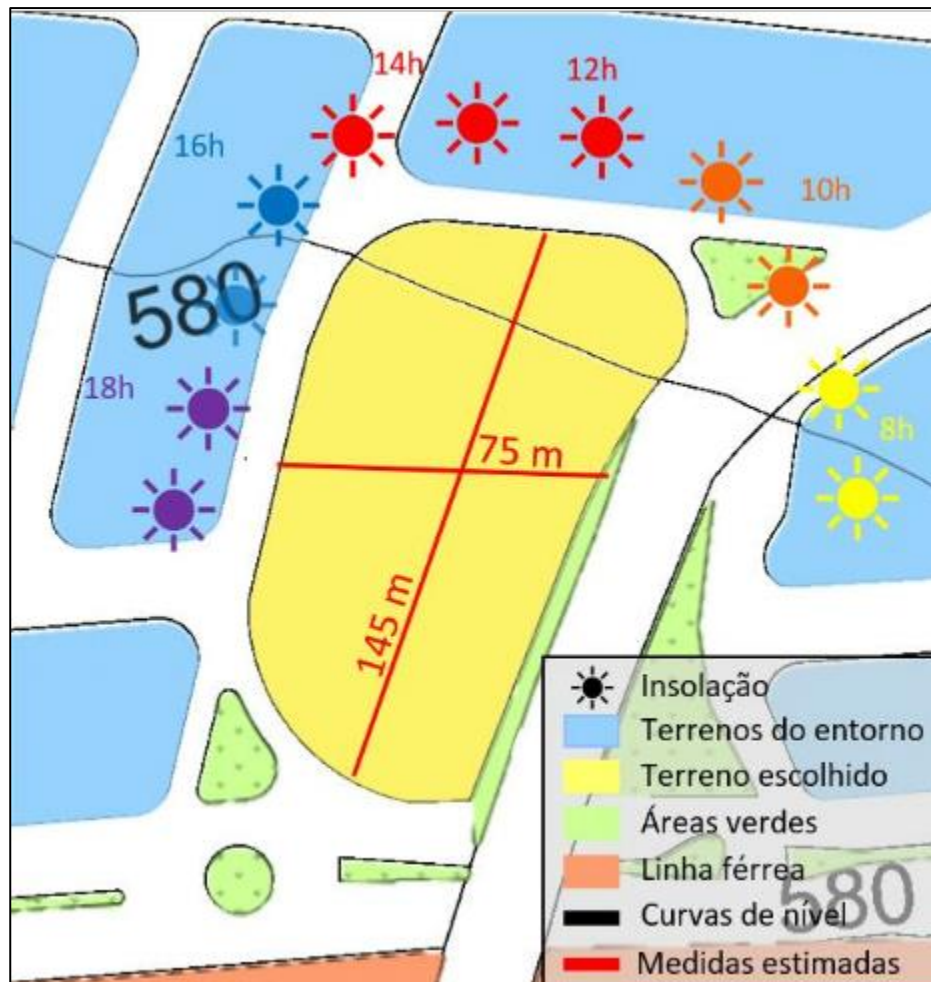 14h
12h
16h
10h
580
18h
8h
75 m
145 m
Insolação
Terrenos do entorno
Terreno escolhido
Áreas verdes
Linha férrea
580
Curvas de nível
Medidas estimadas